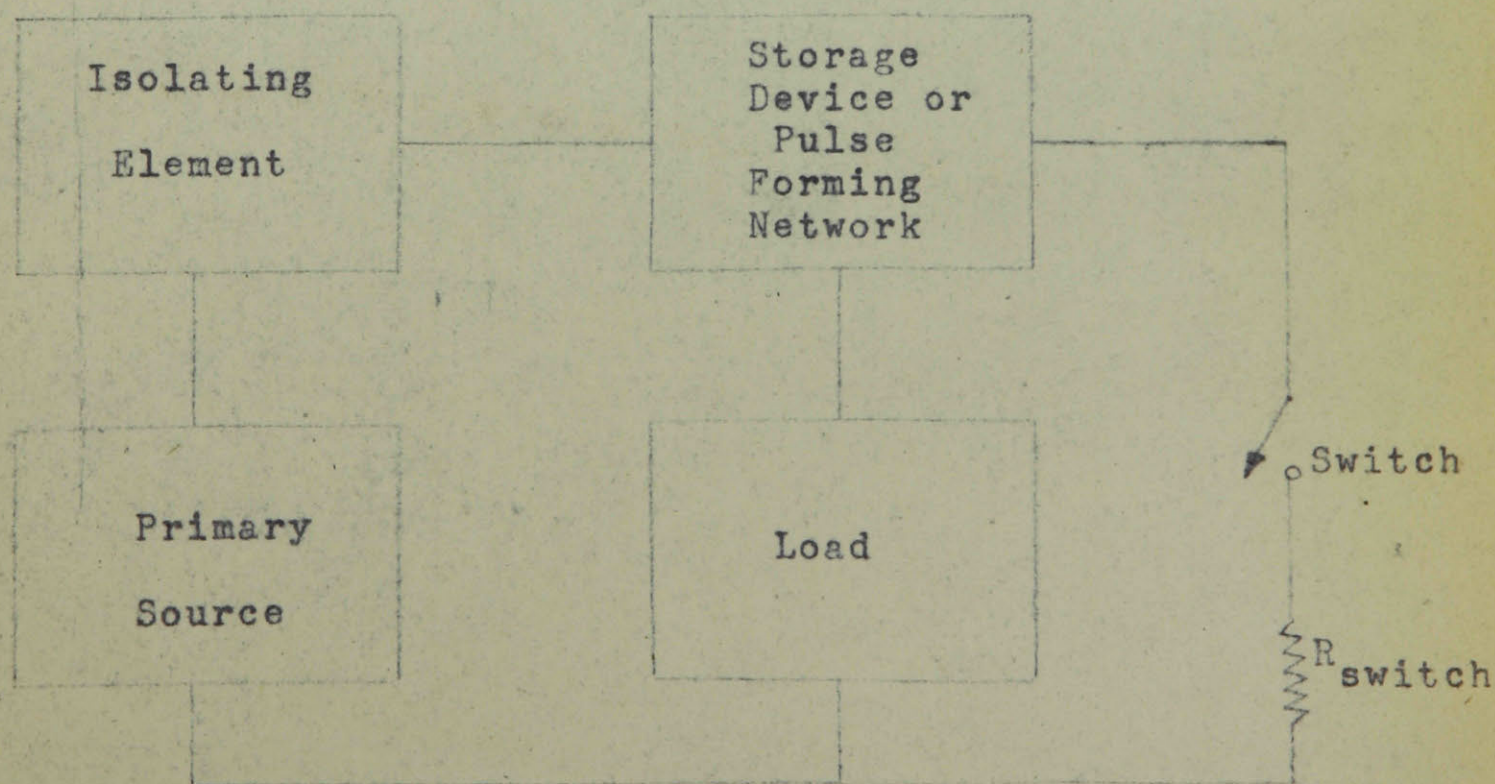 Isolating
Element
Storage
Device or
Pulse
Forming
Network
Primary
Source
Load
Switch
R switch